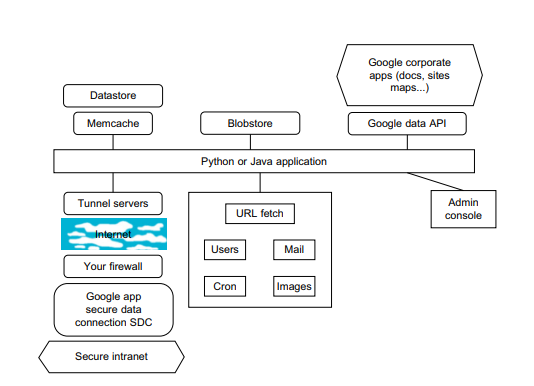 Google corporate
apps (docs, sites
maps...)
Datastore
Memcache
Blobstore
Google data API
Python or Java application
Tunnel servers
URL fetch
Admin
console
Internet
Users
Mail
Your firewall
Cron
Images
Google app
secure data
connection SDC
Secure intranet